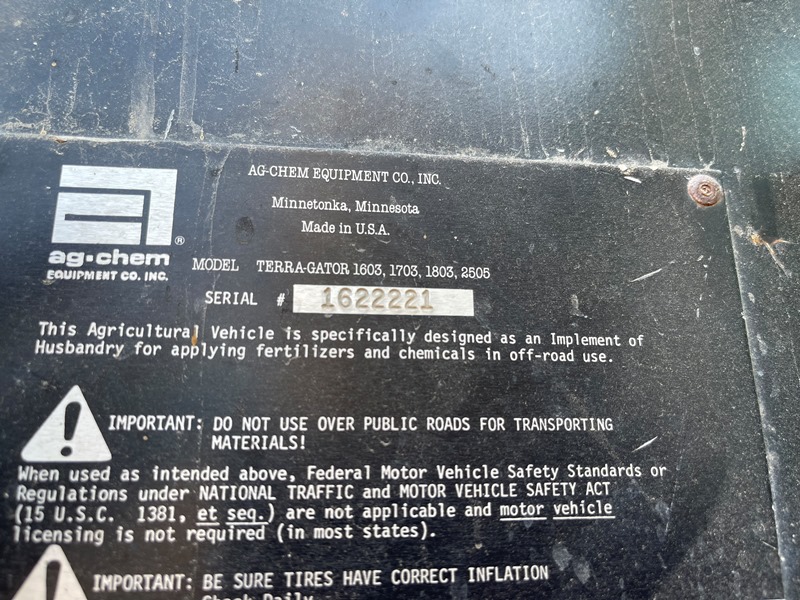 AG-CHEM EQUIPMENT CO., INC.
Minnetonka, Minnesota
Made in U.S.A.
ag·chem®
EQUIPMENT CO. INC.
MODEL TERRA-GATOR 1603, 1703, 1803, 2505
SERIAL # 1622221
This Agricultural Vehicle is specifically designed as an Implement of
Husbandry for applying fertilizers and chemicals in off-road use.
IMPORTANT: DO NOT USE OVER PUBLIC ROADS FOR TRANSPORTING
MATERIALS!
When used as intended above, Federal Motor Vehicle Safety Standards or
Regulations under NATIONAL TRAFFIC and MOTOR VEHICLE SAFETY ACT
(15 U.S.C. 1381, et seq.) are not applicable and motor vehicle
licensing is not required (in most states).
IMPORTANT: BE SURE TIRES HAVE CORRECT INFLATION
Check Daily